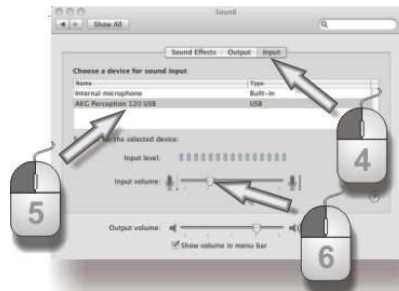 Sound
Show All
Sound Effects Output Input
Choose a device for sound input
Name Type
Internal microphone Built-in
AKG Perception 120 USB USB
the selected device:
Input level:
Input volume:
Output volume:
Show volume in menu bar
4
5
6